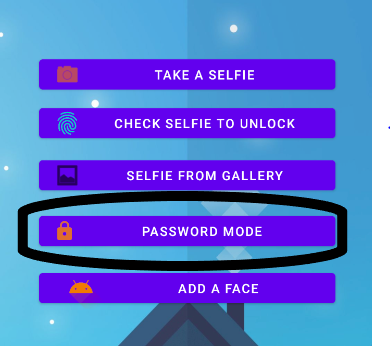 TAKE A SELFIE
CHECK SELFIE TO UNLOCK
SELFIE FROM GALLERY
PASSWORD MODE
ADD A FACE